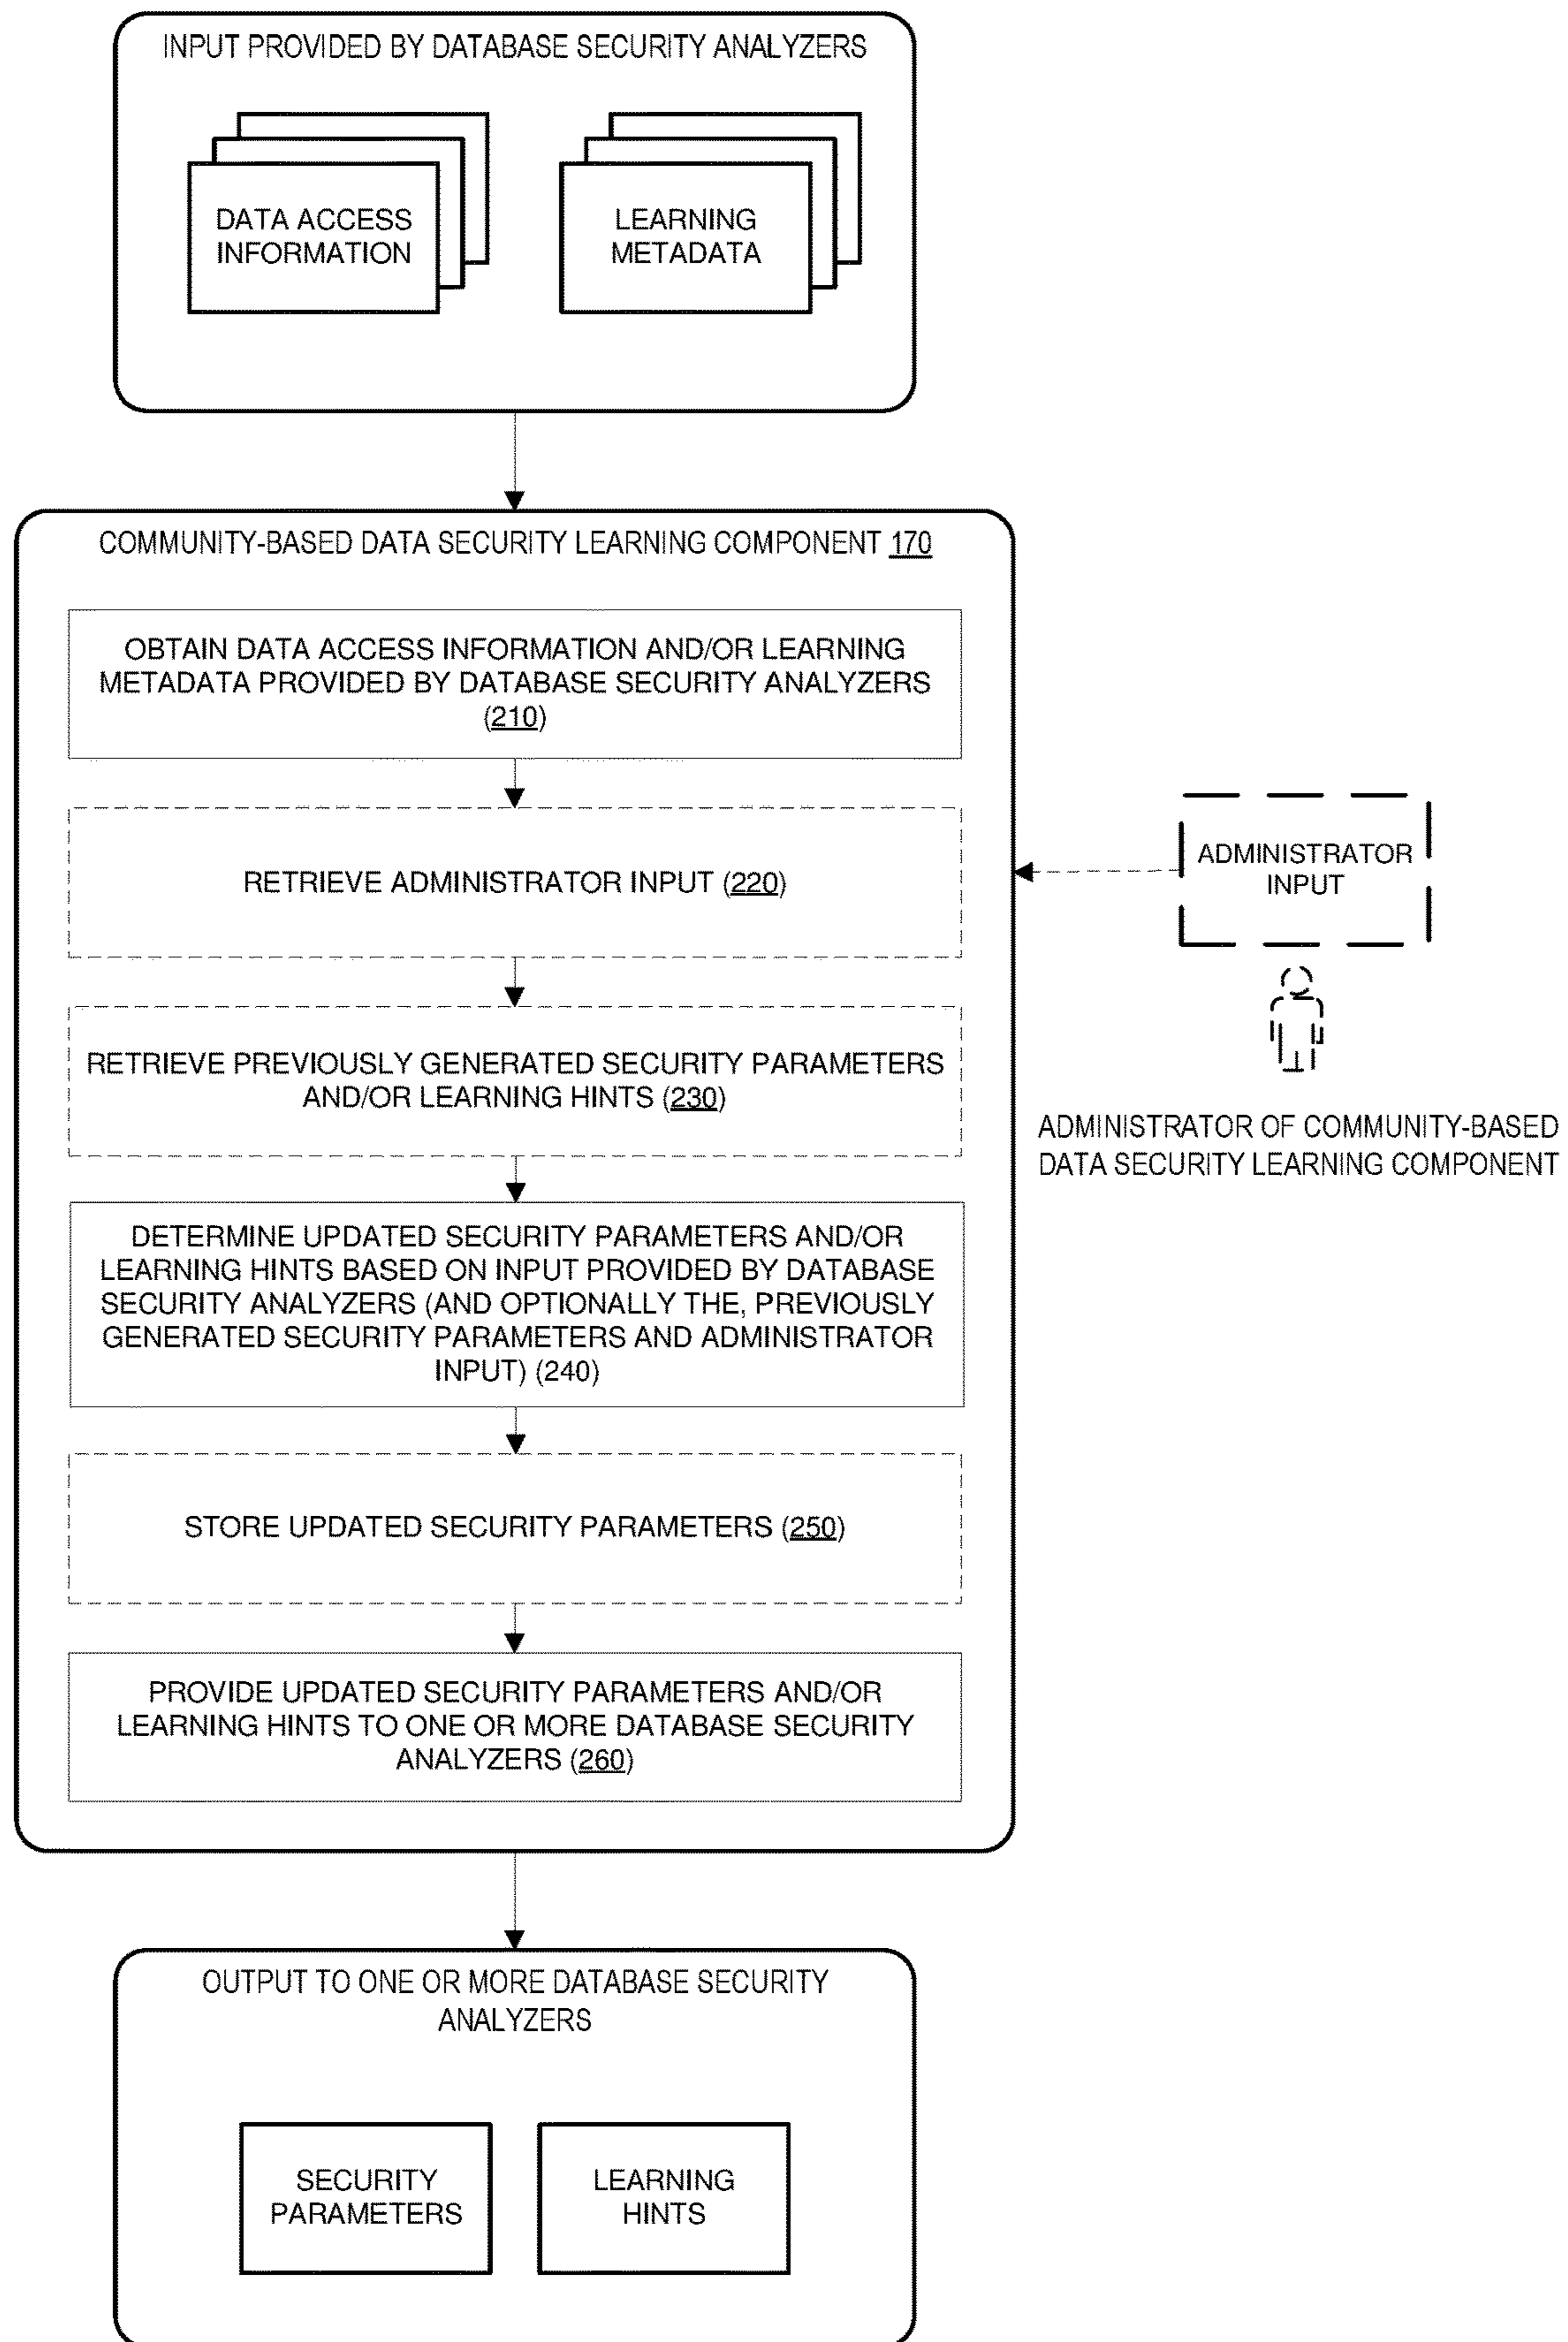 INPUT PROVIDED BY DATABASE SECURITY ANALYZERS
DATA ACCESS
INFORMATION
LEARNING
METADATA
COMMUNITY-BASED DATA SECURITY LEARNING COMPONENT 170
OBTAIN DATA ACCESS INFORMATION AND/OR LEARNING
METADATA PROVIDED BY DATABASE SECURITY ANALYZERS
(210)
RETRIEVE ADMINISTRATOR INPUT (220)
ADMINISTRATOR
INPUT
ADMINISTRATOR OF COMMUNITY-BASED
DATA SECURITY LEARNING COMPONENT
RETRIEVE PREVIOUSLY GENERATED SECURITY PARAMETERS
AND/OR LEARNING HINTS (230)
DETERMINE UPDATED SECURITY PARAMETERS AND/OR
LEARNING HINTS BASED ON INPUT PROVIDED BY DATABASE
SECURITY ANALYZERS (AND OPTIONALLY THE, PREVIOUSLY
GENERATED SECURITY PARAMETERS AND ADMINISTRATOR
INPUT) (240)
STORE UPDATED SECURITY PARAMETERS (250)
PROVIDE UPDATED SECURITY PARAMETERS AND/OR
LEARNING HINTS TO ONE OR MORE DATABASE SECURITY
ANALYZERS (260)
OUTPUT TO ONE OR MORE DATABASE SECURITY
ANALYZERS
SECURITY
PARAMETERS
LEARNING
HINTS